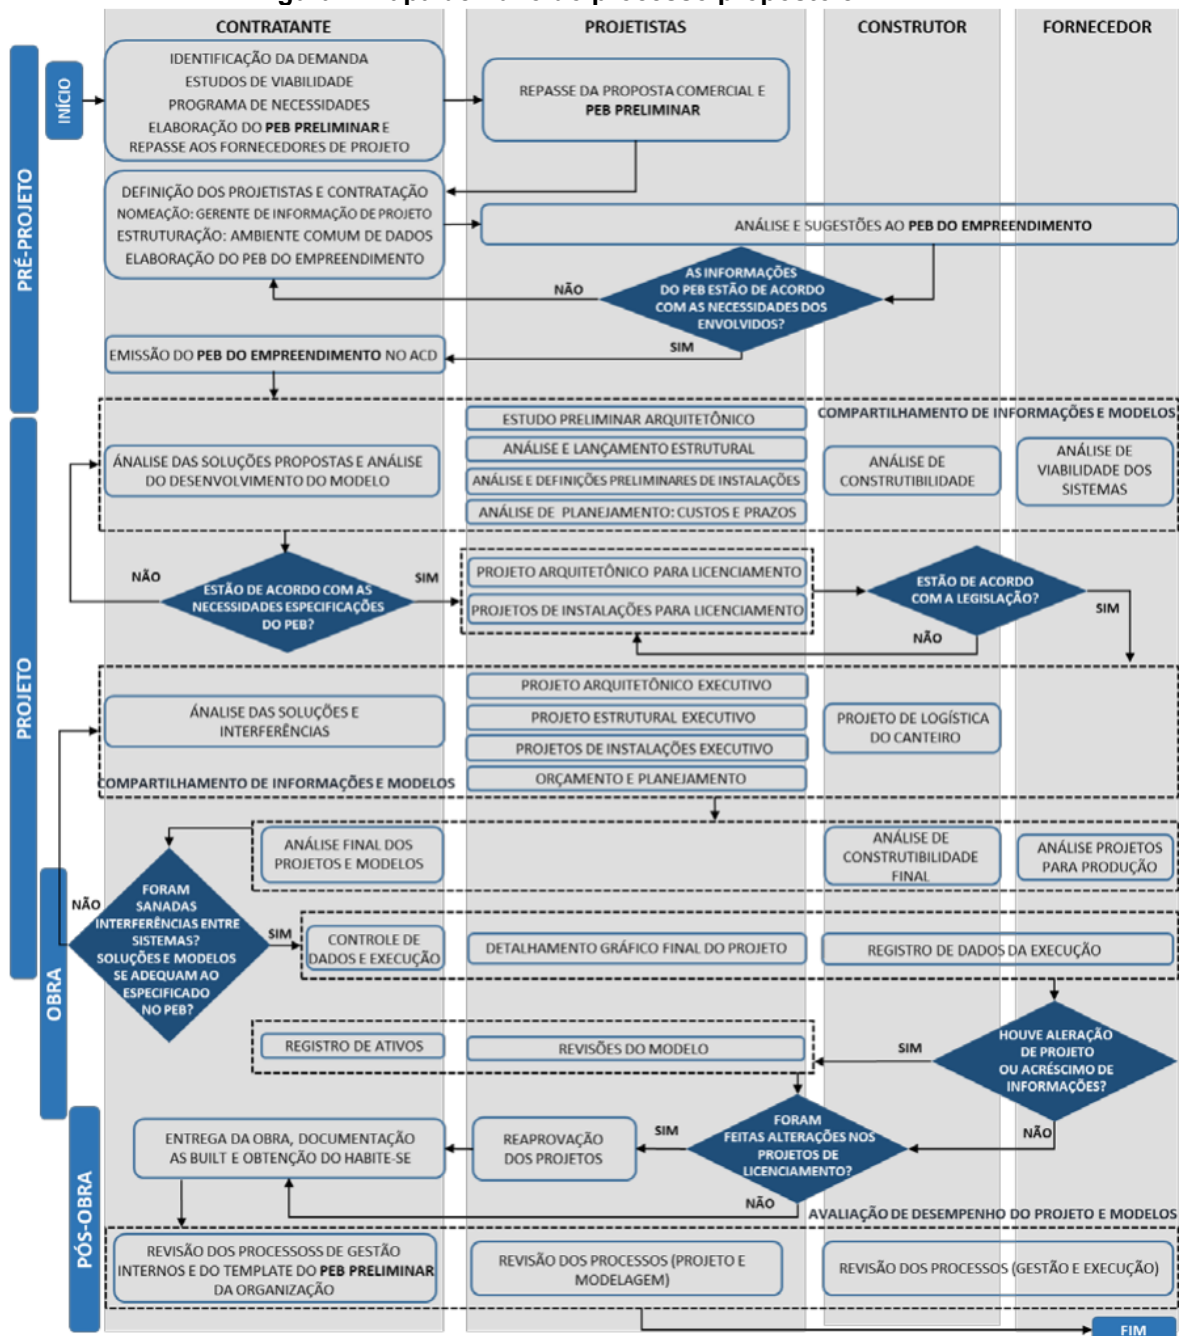 CONTRATANTE
PROJETISTAS
CONSTRUTOR
FORNECEDOR
PRÉ-PROJETO
INÍCIO
IDENTIFICAÇÃO DA DEMANDA
ESTUDOS DE VIABILIDADE
PROGRAMA DE NECESSIDADES
ELABORAÇÃO DO PEB PRELIMINAR E
REPASSE AOS FORNECEDORES DE PROJETO
REPASSE DA PROPOSTA COMERCIAL E
PEB PRELIMINAR
DEFINIÇÃO DOS PROJETISTAS E CONTRATAÇÃO
NOMEAÇÃO: GERENTE DE INFORMAÇÃO DE PROJETO
ESTRUTURAÇÃO: AMBIENTE COMUM DE DADOS
ELABORAÇÃO DO PEB DO EMPREENDIMENTO
ANÁLISE E SUGESTÕES AO PEB DO EMPREENDIMENTO
AS INFORMAÇÕES
DO PEB ESTÃO DE ACORDO
COM AS NECESSIDADES DOS
ENVOLVIDOS?
NÃO
SIM
EMISSÃO DO PEB DO EMPREENDIMENTO NO ACD
PROJETO
COMPARTILHAMENTO DE INFORMAÇÕES E MODELOS
ÁNALISE DAS SOLUÇÕES PROPOSTAS E ANÁLISE
DO DESENVOLVIMENTO DO MODELO
ESTUDO PRELIMINAR ARQUITETÔNICO
ANÁLISE E LANÇAMENTO ESTRUTURAL
ANÁLISE E DEFINIÇÕES PRELIMINARES DE INSTALAÇÕES
ANÁLISE DE PLANEJAMENTO: CUSTOS E PRAZOS
ANÁLISE DE
CONSTRUTIBILIDADE
ANÁLISE DE
VIABILIDADE DOS
SISTEMAS
NÃO
ESTÃO DE ACORDO COM AS
NECESSIDADES ESPECIFICAÇÕES
DO PEB?
SIM
PROJETO ARQUITETÔNICO PARA LICENCIAMENTO
PROJETOS DE INSTALAÇÕES PARA LICENCIAMENTO
ESTÃO DE ACORDO
COM A LEGISLAÇÃO?
SIM
NÃO
ÁNALISE DAS SOLUÇÕES E
INTERFERÊNCIAS
COMPARTILHAMENTO DE INFORMAÇÕES E MODELOS
PROJETO ARQUITETÔNICO EXECUTIVO
PROJETO ESTRUTURAL EXECUTIVO
PROJETOS DE INSTALAÇÕES EXECUTIVO
ORÇAMENTO E PLANEJAMENTO
PROJETO DE LOGÍSTICA
DO CANTEIRO
ANÁLISE FINAL DOS
PROJETOS E MODELOS
ANÁLISE DE
CONSTRUTIBILIDADE
FINAL
ANÁLISE PROJETOS
PARA PRODUÇÃO
OBRA
NÃO
FORAM
SANADAS
INTERFERÊNCIAS ENTRE
SISTEMAS?
SOLUÇÕES E MODELOS
SE ADEQUAM AO
ESPECIFICADO
NO PEB?
SIM
CONTROLE DE
DADOS E EXECUÇÃO
DETALHAMENTO GRÁFICO FINAL DO PROJETO
REGISTRO DE DADOS DA EXECUÇÃO
HOUVE ALERAÇÃO
DE PROJETO
OU ACRÉSCIMO DE
INFORMAÇÕES?
SIM
NÃO
REGISTRO DE ATIVOS
REVISÕES DO MODELO
FORAM
FEITAS ALTERAÇÕES NOS
PROJETOS DE
LICENCIAMENTO?
SIM
NÃO
REAPROVAÇÃO
DOS PROJETOS
PÓS-OBRA
ENTREGA DA OBRA, DOCUMENTAÇÃO
AS BUILT E OBTENÇÃO DO HABITE-SE
AVALIAÇÃO DE DESEMPENHO DO PROJETO E MODELOS
REVISÃO DOS PROCESSOSS DE GESTÃO
INTERNOS E DO TEMPLATE DO PEB PRELIMINAR
DA ORGANIZAÇÃO
REVISÃO DOS PROCESSOS (PROJETO E
MODELAGEM)
REVISÃO DOS PROCESSOS (GESTÃO E EXECUÇÃO)
FIM